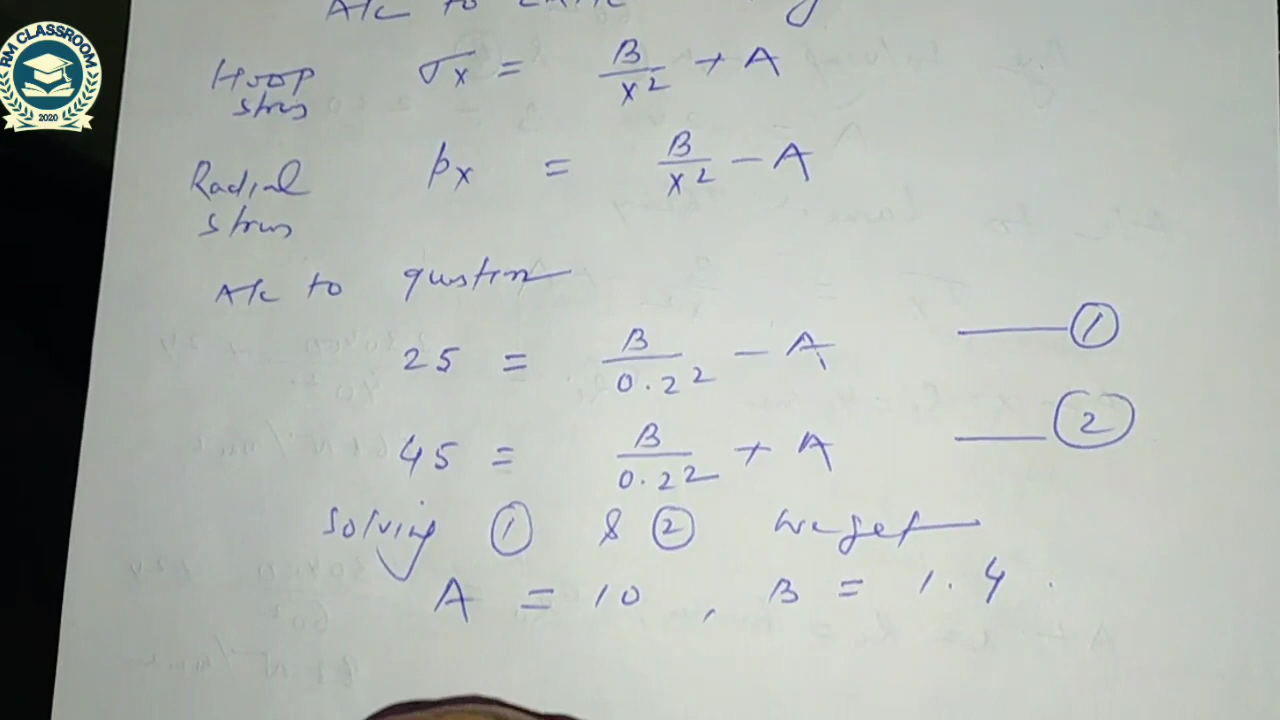 RM CLASSROOM
2020
A/c to
Hoop stress σx = B/x² + A
Radial stress px = B/x² - A
A/c to question
25 = B/0.2² - A —— ①
45 = B/0.2² + A —— ②
Solving ① & ② we get
A = 10 , B = 1.4 .